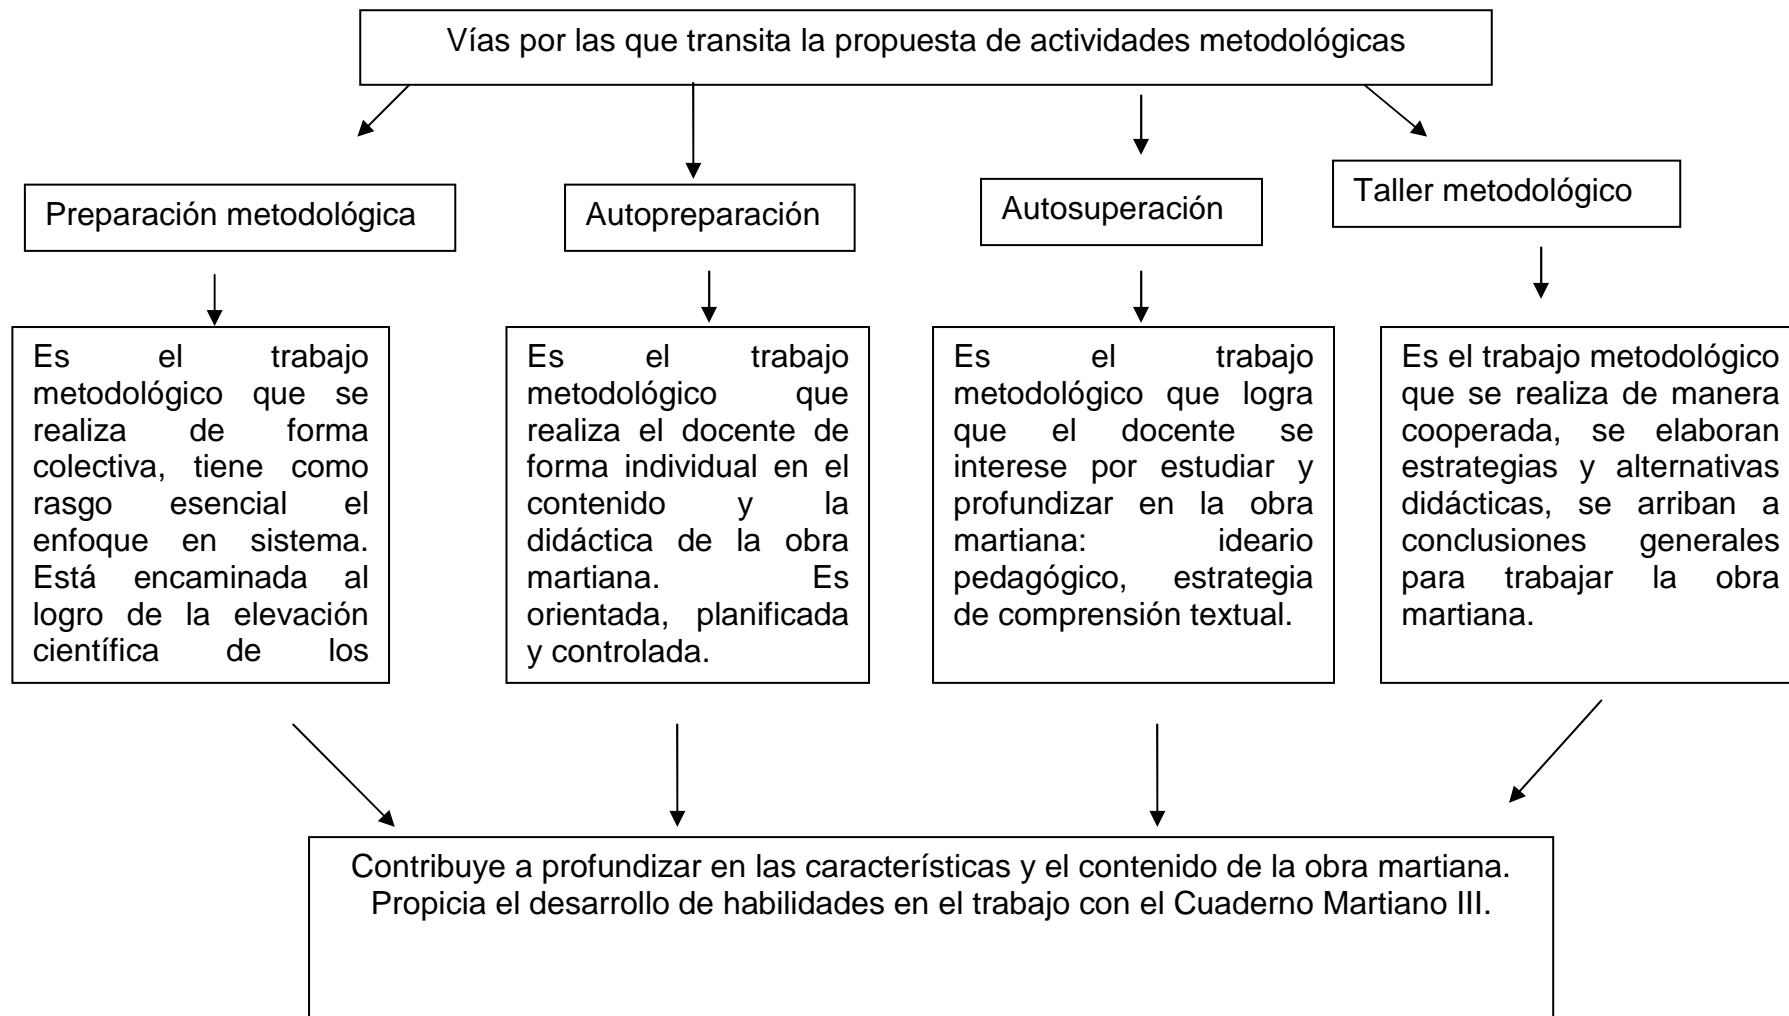 Vías por las que transita la propuesta de actividades metodológicas
Preparación metodológica
Autopreparación
Autosuperación
Taller metodológico
Es el trabajo
metodológico que se
realiza de forma
colectiva, tiene como
rasgo esencial el
enfoque en sistema.
Está encaminada al
logro de la elevación
científica de los
Es el trabajo
metodológico que
realiza el docente de
forma individual en el
contenido y la
didáctica de la obra
martiana. Es
orientada, planificada
y controlada.
Es el trabajo
metodológico que logra
que el docente se
interese por estudiar y
profundizar en la obra
martiana: ideario
pedagógico, estrategia
de comprensión textual.
Es el trabajo metodológico
que se realiza de manera
cooperada, se elaboran
estrategias y alternativas
didácticas, se arriban a
conclusiones generales
para trabajar la obra
martiana.
Contribuye a profundizar en las características y el contenido de la obra martiana.
Propicia el desarrollo de habilidades en el trabajo con el Cuaderno Martiano III.